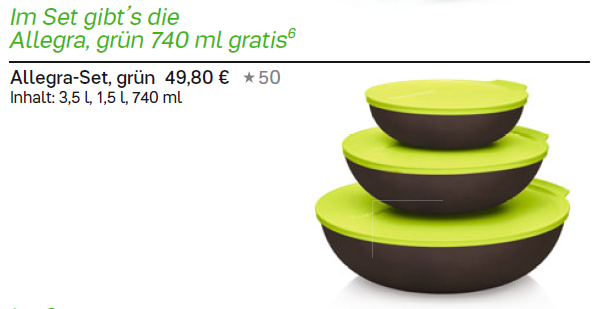 Im Set gibt´s die
Allegra, grün 740 ml gratis⁶
Allegra-Set, grün 49,80 € ★50
Inhalt: 3,5 l, 1,5 l, 740 ml